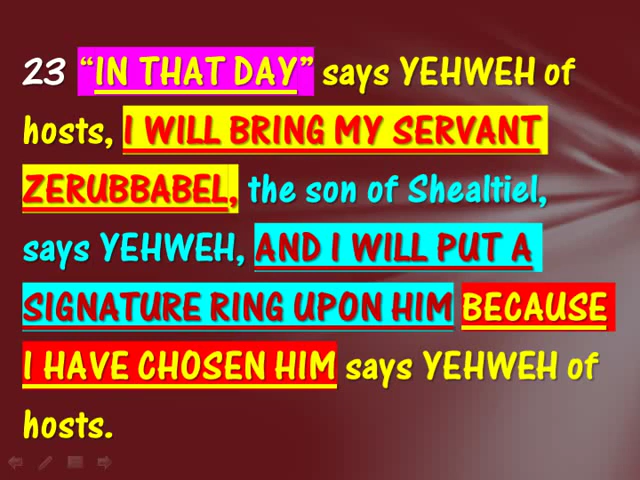 23 “IN THAT DAY” says YEHWEH of
hosts, I WILL BRING MY SERVANT
ZERUBBABEL, the son of Shealtiel,
says YEHWEH, AND I WILL PUT A
SIGNATURE RING UPON HIM BECAUSE
I HAVE CHOSEN HIM says YEHWEH of
hosts.